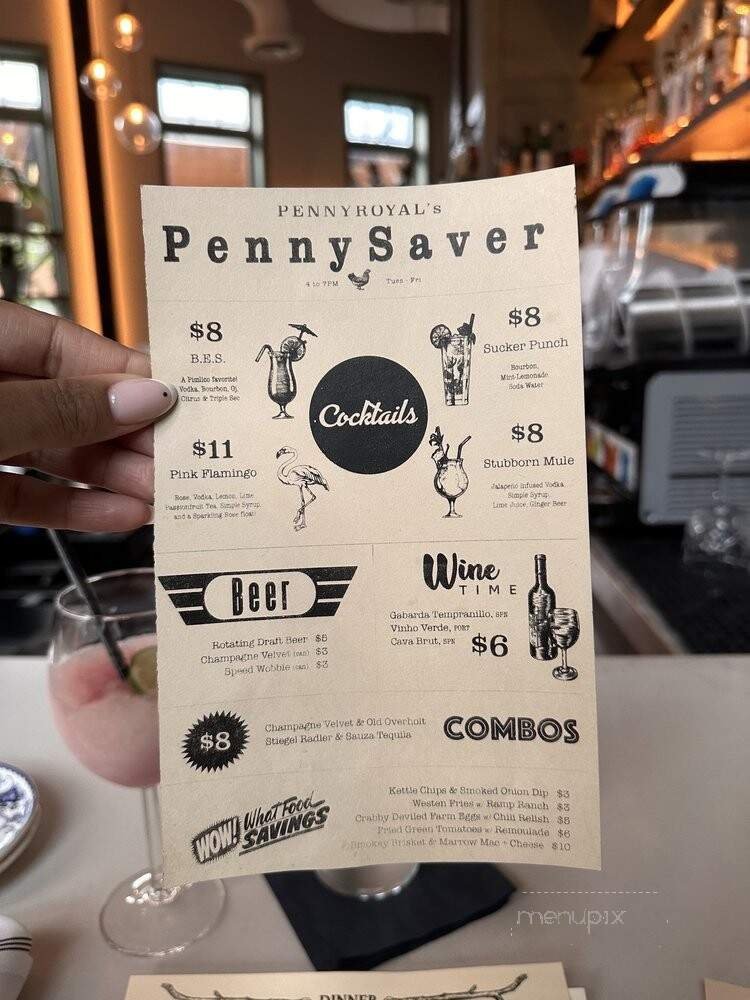 PENNYROYAL's
PennySaver
4 to 7PM Tues - Fri
$8
B.E.S.
A Pimlico favorite!
Vodka, Bourbon, OJ,
Citrus & Triple Sec
$8
Sucker Punch
Bourbon,
Mint-Lemonade
Soda Water
Cocktails
$11
Pink Flamingo
Rose, Vodka, Lemon, Lime
Passionfruit Tea, Simple Syrup,
and a Sparkling Rose float!
$8
Stubborn Mule
Jalapeño Infused Vodka
Simple Syrup,
Lime Juice, Ginger Beer
Beer
Rotating Draft Beer $5
Champagne Velvet (can) $3
Speed Wobble (can) $3
Wine
TIME
Gabarda Tempranillo, SPN
Vinho Verde, PORT
Cava Brut, SPN
$6
$8
Champagne Velvet & Old Overholt
Stiegel Radler & Sauza Tequila
COMBOS
WOW! What Food
SAVINGS
Kettle Chips & Smoked Onion Dip $3
Westen Fries w/ Ramp Ranch $3
Crabby Deviled Farm Eggs w/ Chili Relish $5
Fried Green Tomatoes w/ Remoulade $6
Smokey Brisket & Marrow Mac + Cheese $10
menupix
DINNER